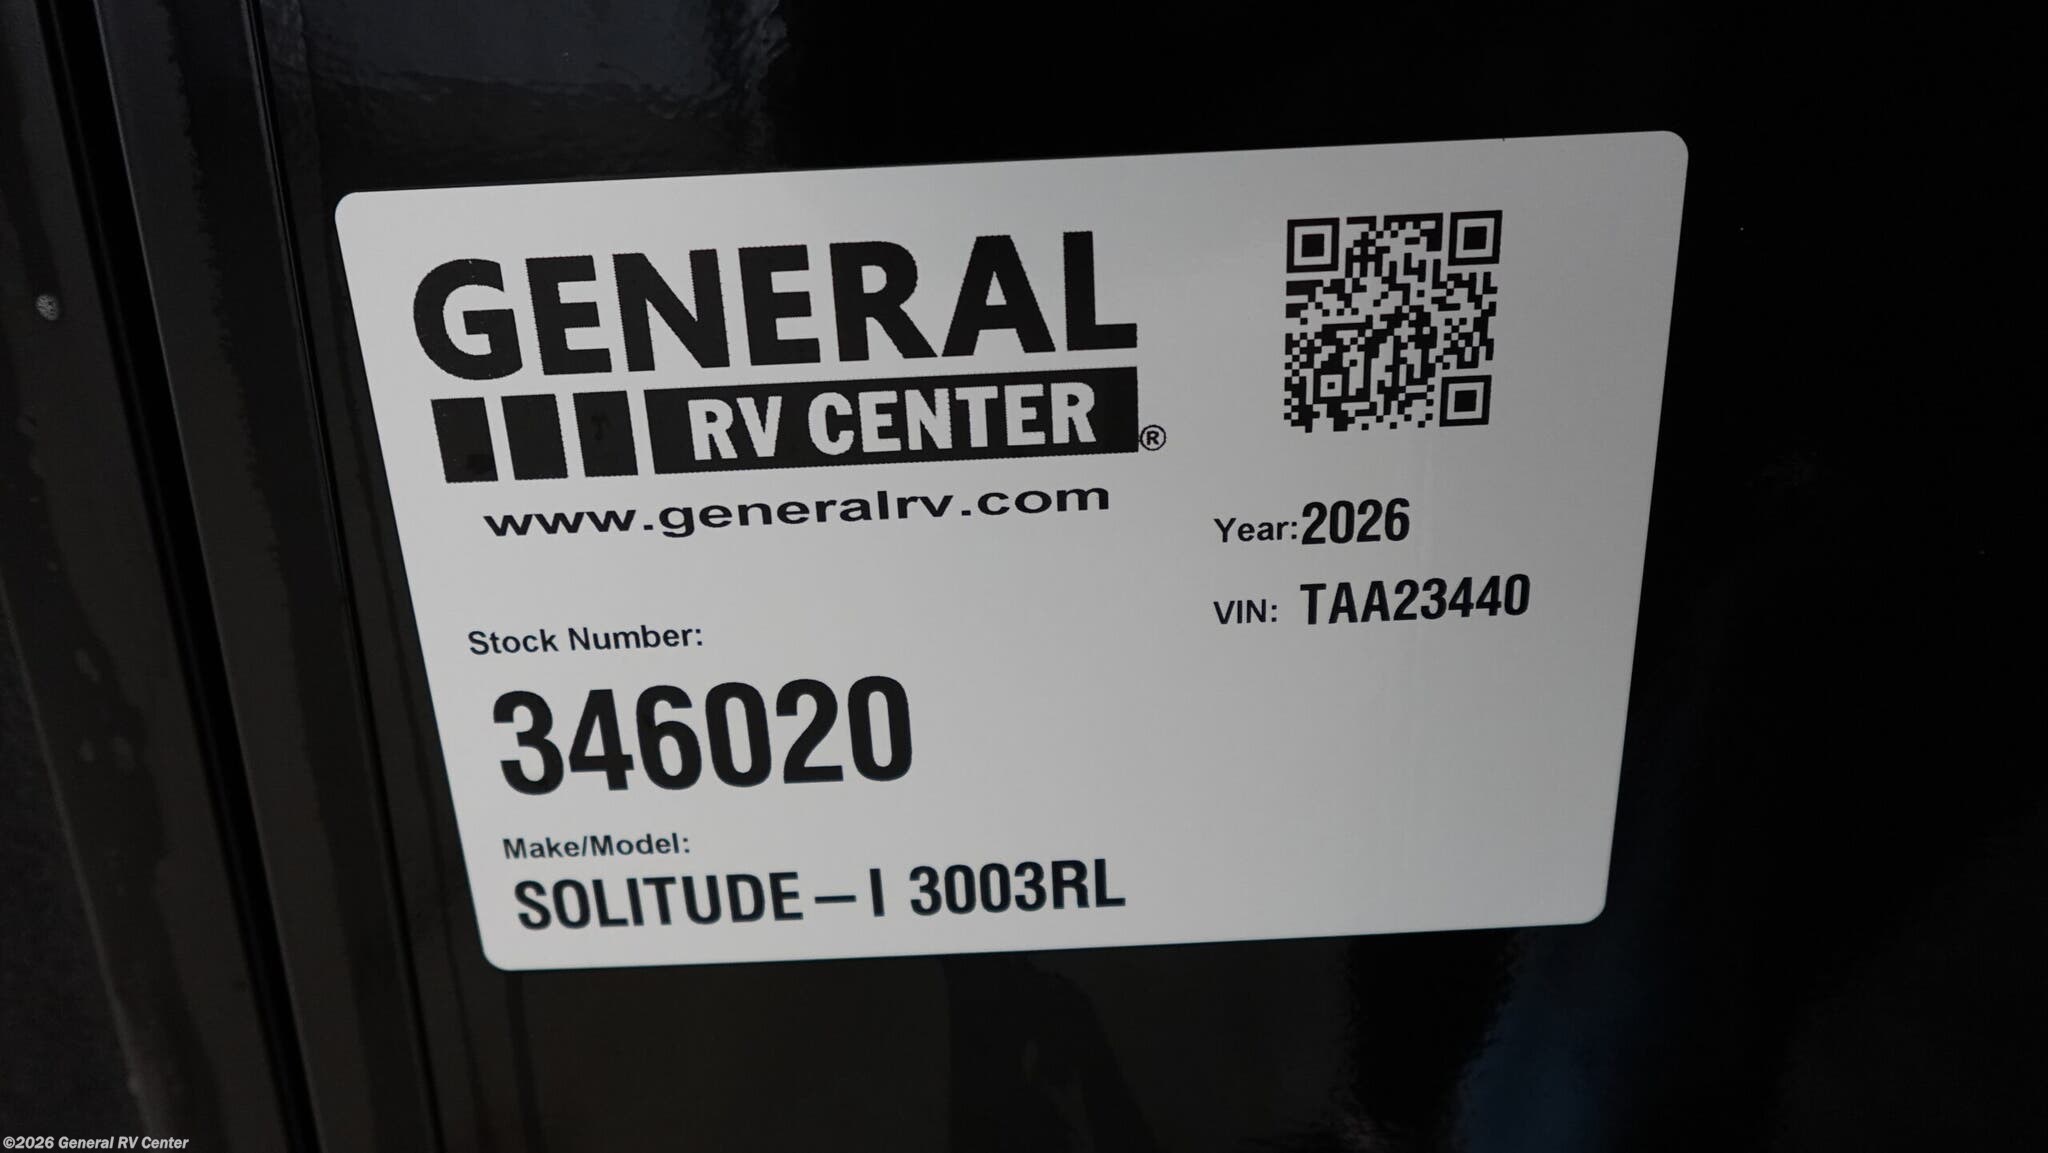 GENERAL
RV CENTER®
www.generalrv.com
Year:2026
VIN: TAA23440
Stock Number:
346020
Make/Model:
SOLITUDE–I 3003RL
©2026 General RV Center